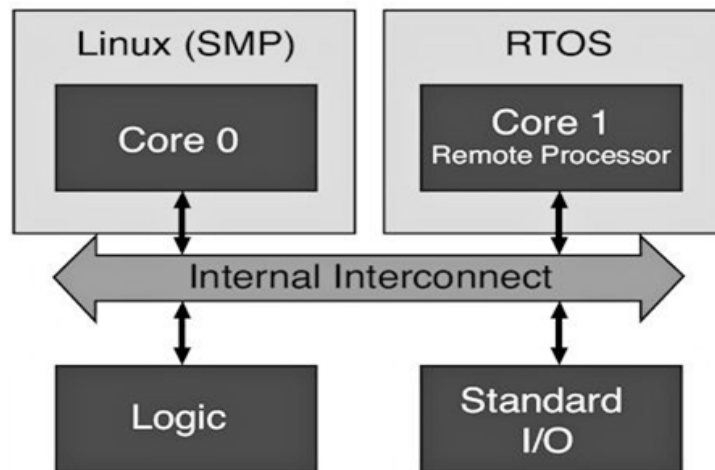 Linux (SMP)
RTOS
Core 0
Core 1
Remote Processor
Internal Interconnect
Logic
Standard
I/O